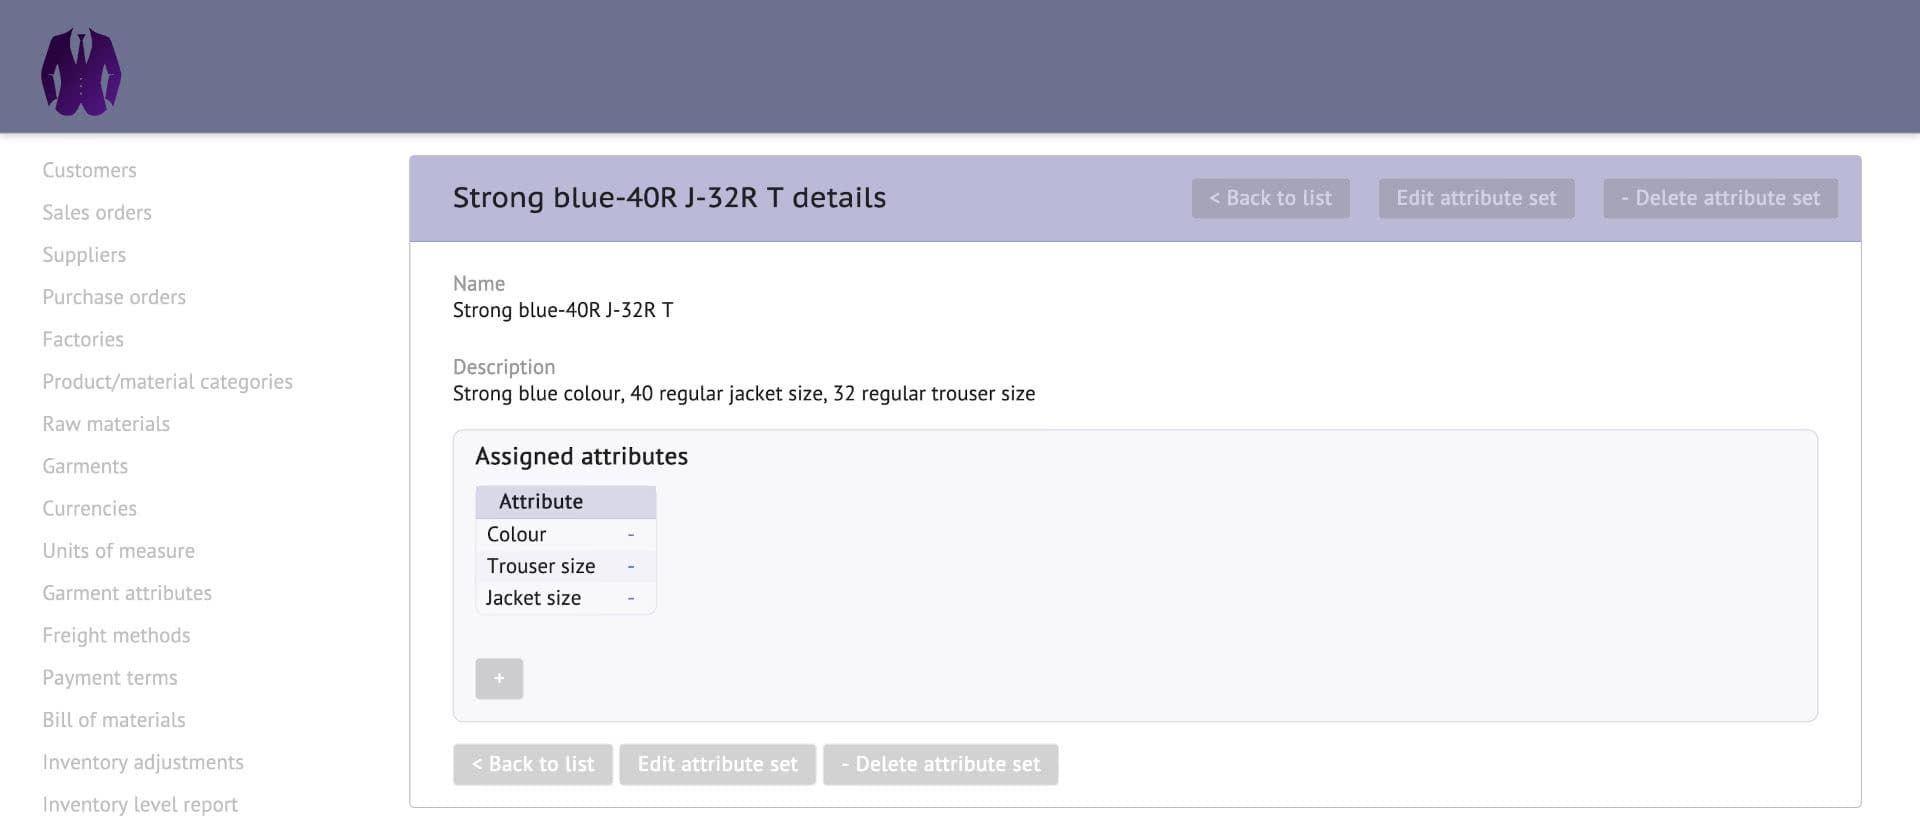 Customers
Sales orders
Suppliers
Purchase orders
Factories
Product/material categories
Raw materials
Garments
Currencies
Units of measure
Garment attributes
Freight methods
Payment terms
Bill of materials
Inventory adjustments
Inventory level report
Strong blue-40R J-32R T details
< Back to list
Edit attribute set
- Delete attribute set
Name
Strong blue-40R J-32R T
Description
Strong blue colour, 40 regular jacket size, 32 regular trouser size
Assigned attributes
Attribute
Colour -
Trouser size -
Jacket size -
+
< Back to list
Edit attribute set
- Delete attribute set